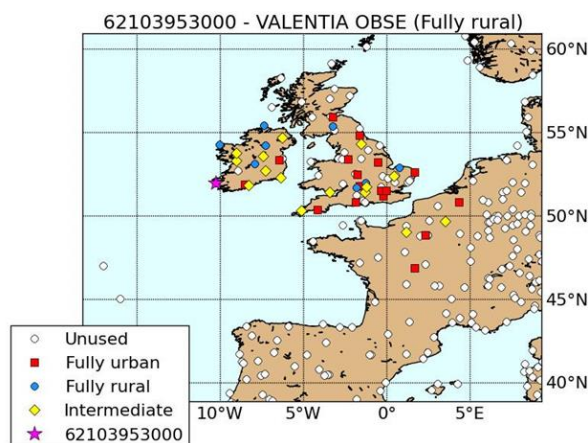 62103953000 - VALENTIA OBSE (Fully rural)
60°N
55°N
50°N
45°N
40°N
10°W
5°W
0°W
5°E
Unused
Fully urban
Fully rural
Intermediate
62103953000